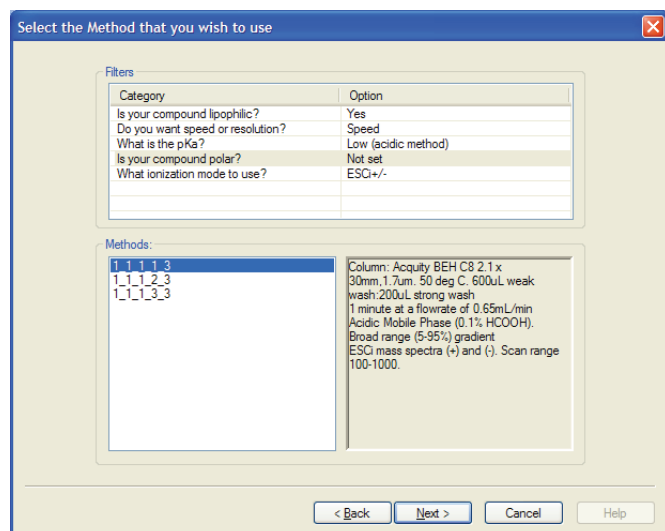 Select the Method that you wish to use
Filters
Category Option
Is your compound lipophilic? Yes
Do you want speed or resolution? Speed
What is the pKa? Low (acidic method)
Is your compound polar? Not set
What ionization mode to use? ESCi+/-
Methods:
1_1_1_1_3
1_1_1_2_3
1_1_1_3_3
Column: Acquity BEH C8 2.1 x
30mm,1.7um. 50 deg C. 600uL weak
wash:200uL strong wash
1 minute at a flowrate of 0.65mL/min
Acidic Mobile Phase (0.1% HCOOH).
Broad range (5-95%) gradient
ESCi mass spectra (+) and (-). Scan range
100-1000.
< Back Next > Cancel Help